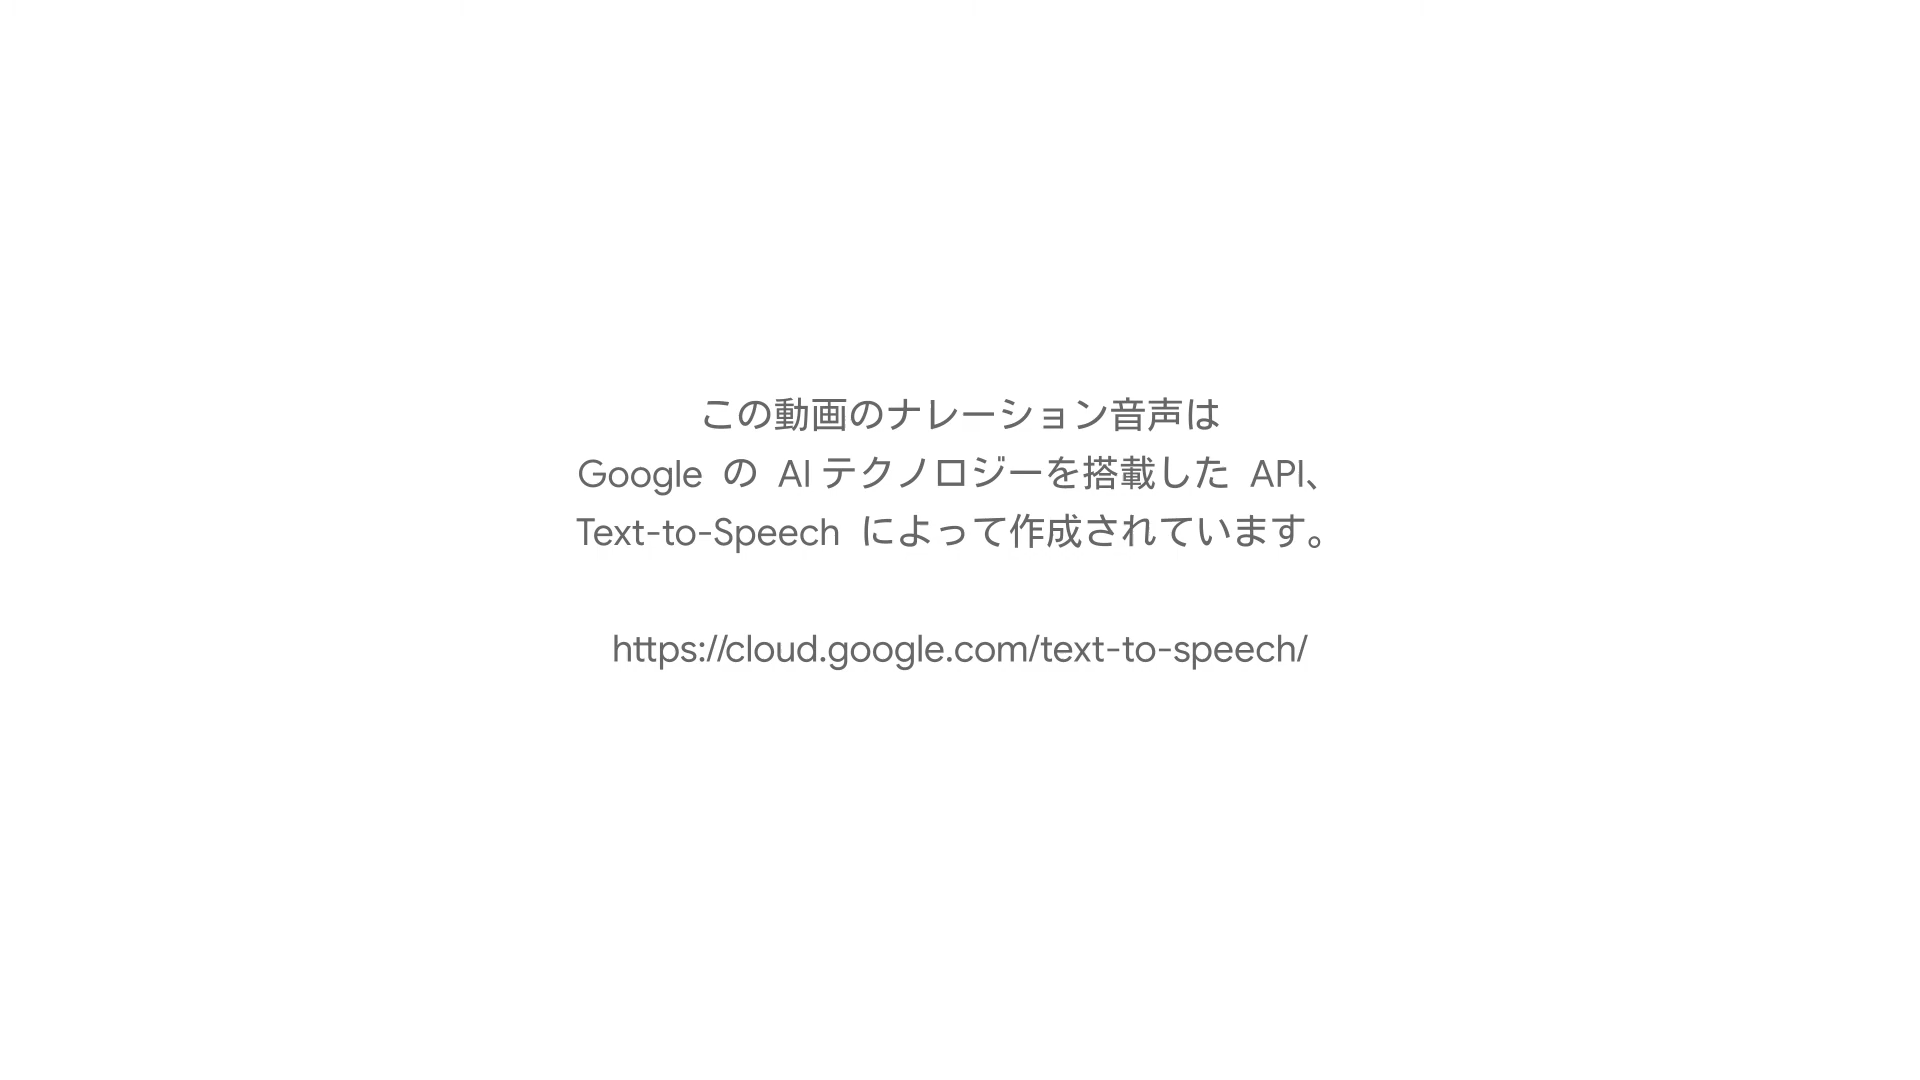 この動画のナレーション音声は
Google の AI テクノロジーを搭載した API、
Text-to-Speech によって作成されています。
https://cloud.google.com/text-to-speech/